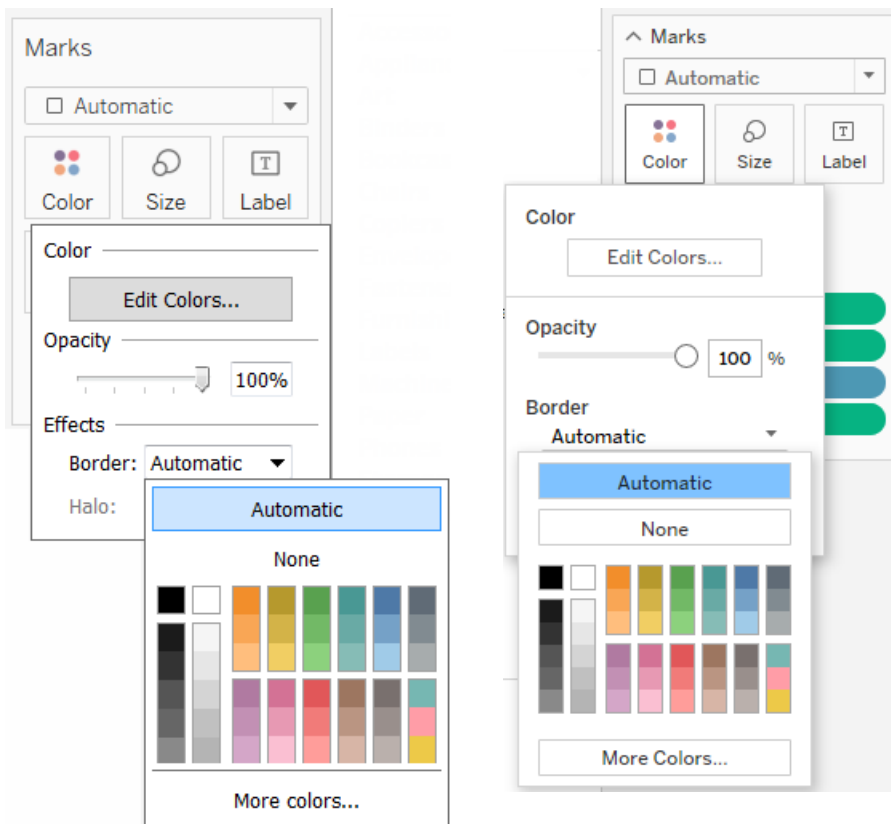 Marks
Automatic
Color Size Label
Color
Edit Colors...
Opacity
100%
Effects
Border: Automatic
Halo:
Automatic
None
More colors...
Marks
Automatic
Color Size Label
Color
Edit Colors...
Opacity
100 %
Border
Automatic
Automatic
None
More Colors...